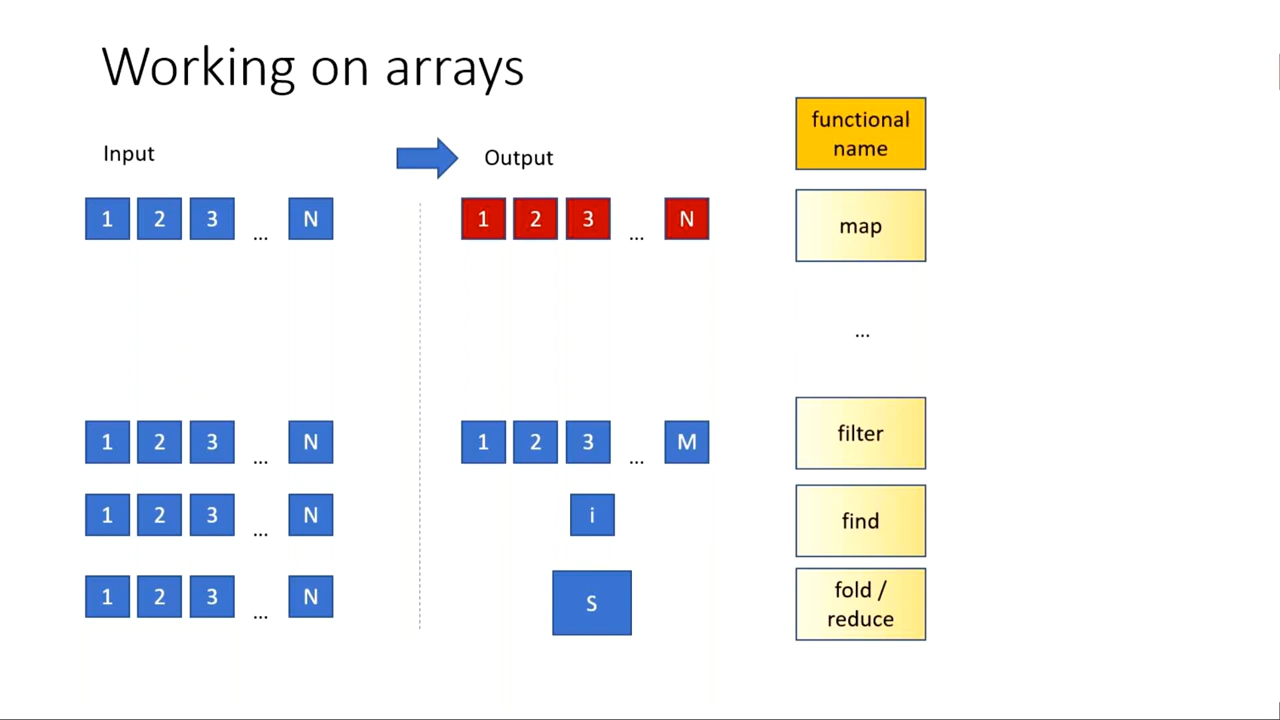 Working on arrays
functional
name
Input
Output
1 2 3 ... N
1 2 3 ... N
map
...
1 2 3 ... N
1 2 3 ... M
filter
1 2 3 ... N
i
find
1 2 3 ... N
S
fold /
reduce